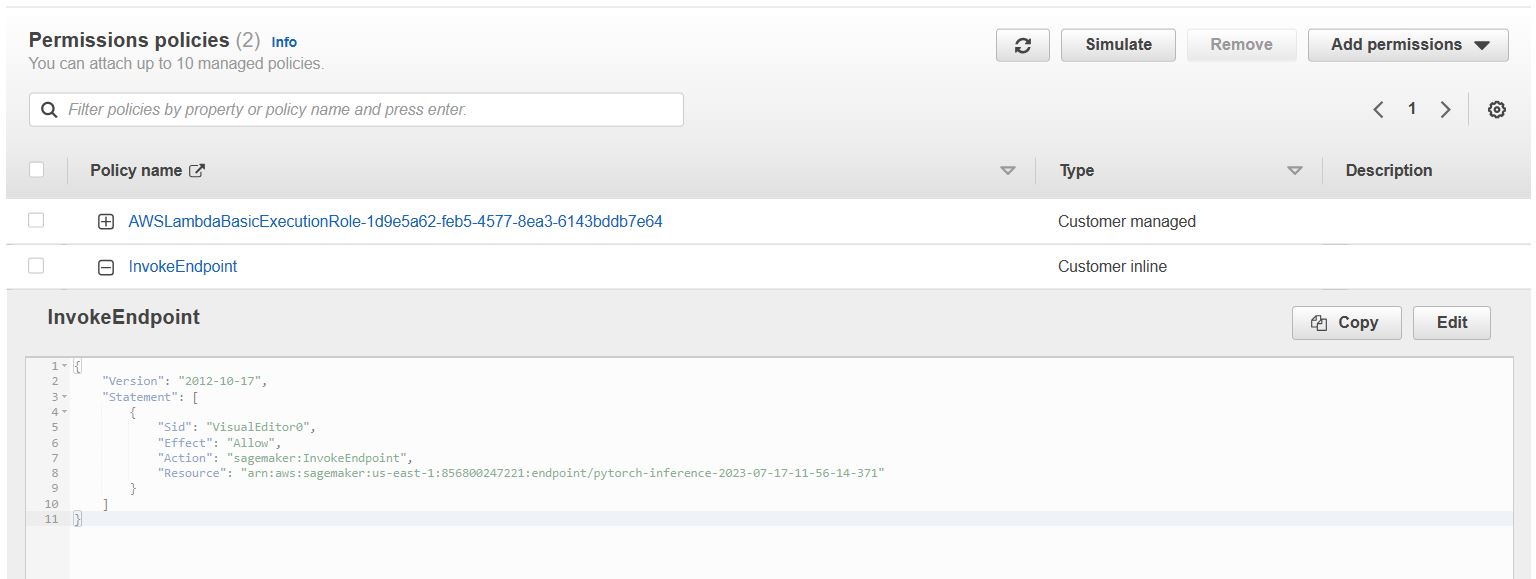 Permissions policies (2) Info
You can attach up to 10 managed policies.
Simulate Remove Add permissions
Filter policies by property or policy name and press enter.
1
Policy name Type Description
AWSLambdaBasicExecutionRole-1d9e5a62-feb5-4577-8ea3-6143bddb7e64 Customer managed
InvokeEndpoint Customer inline
InvokeEndpoint
Copy Edit
1 {
2 "Version": "2012-10-17",
3 "Statement": [
4 {
5 "Sid": "VisualEditor0",
6 "Effect": "Allow",
7 "Action": "sagemaker:InvokeEndpoint",
8 "Resource": "arn:aws:sagemaker:us-east-1:856800247221:endpoint/pytorch-inference-2023-07-17-11-56-14-371"
9 }
10 ]
11 }